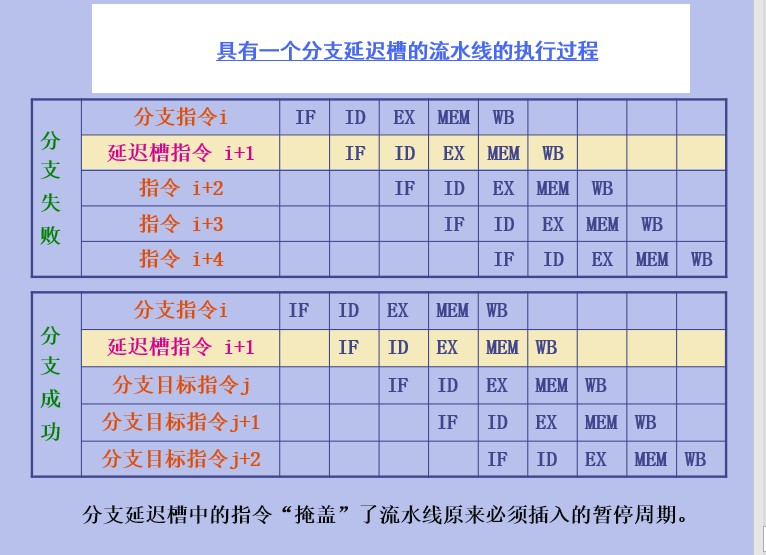 具有一个分支延迟槽的流水线的执行过程
分支失败
分支指令i IF ID EX MEM WB
延迟槽指令 i+1 IF ID EX MEM WB
指令 i+2 IF ID EX MEM WB
指令 i+3 IF ID EX MEM WB
指令 i+4 IF ID EX MEM WB
分支成功
分支指令i IF ID EX MEM WB
延迟槽指令 i+1 IF ID EX MEM WB
分支目标指令j IF ID EX MEM WB
分支目标指令j+1 IF ID EX MEM WB
分支目标指令j+2 IF ID EX MEM WB
分支延迟槽中的指令“掩盖”了流水线原来必须插入的暂停周期。